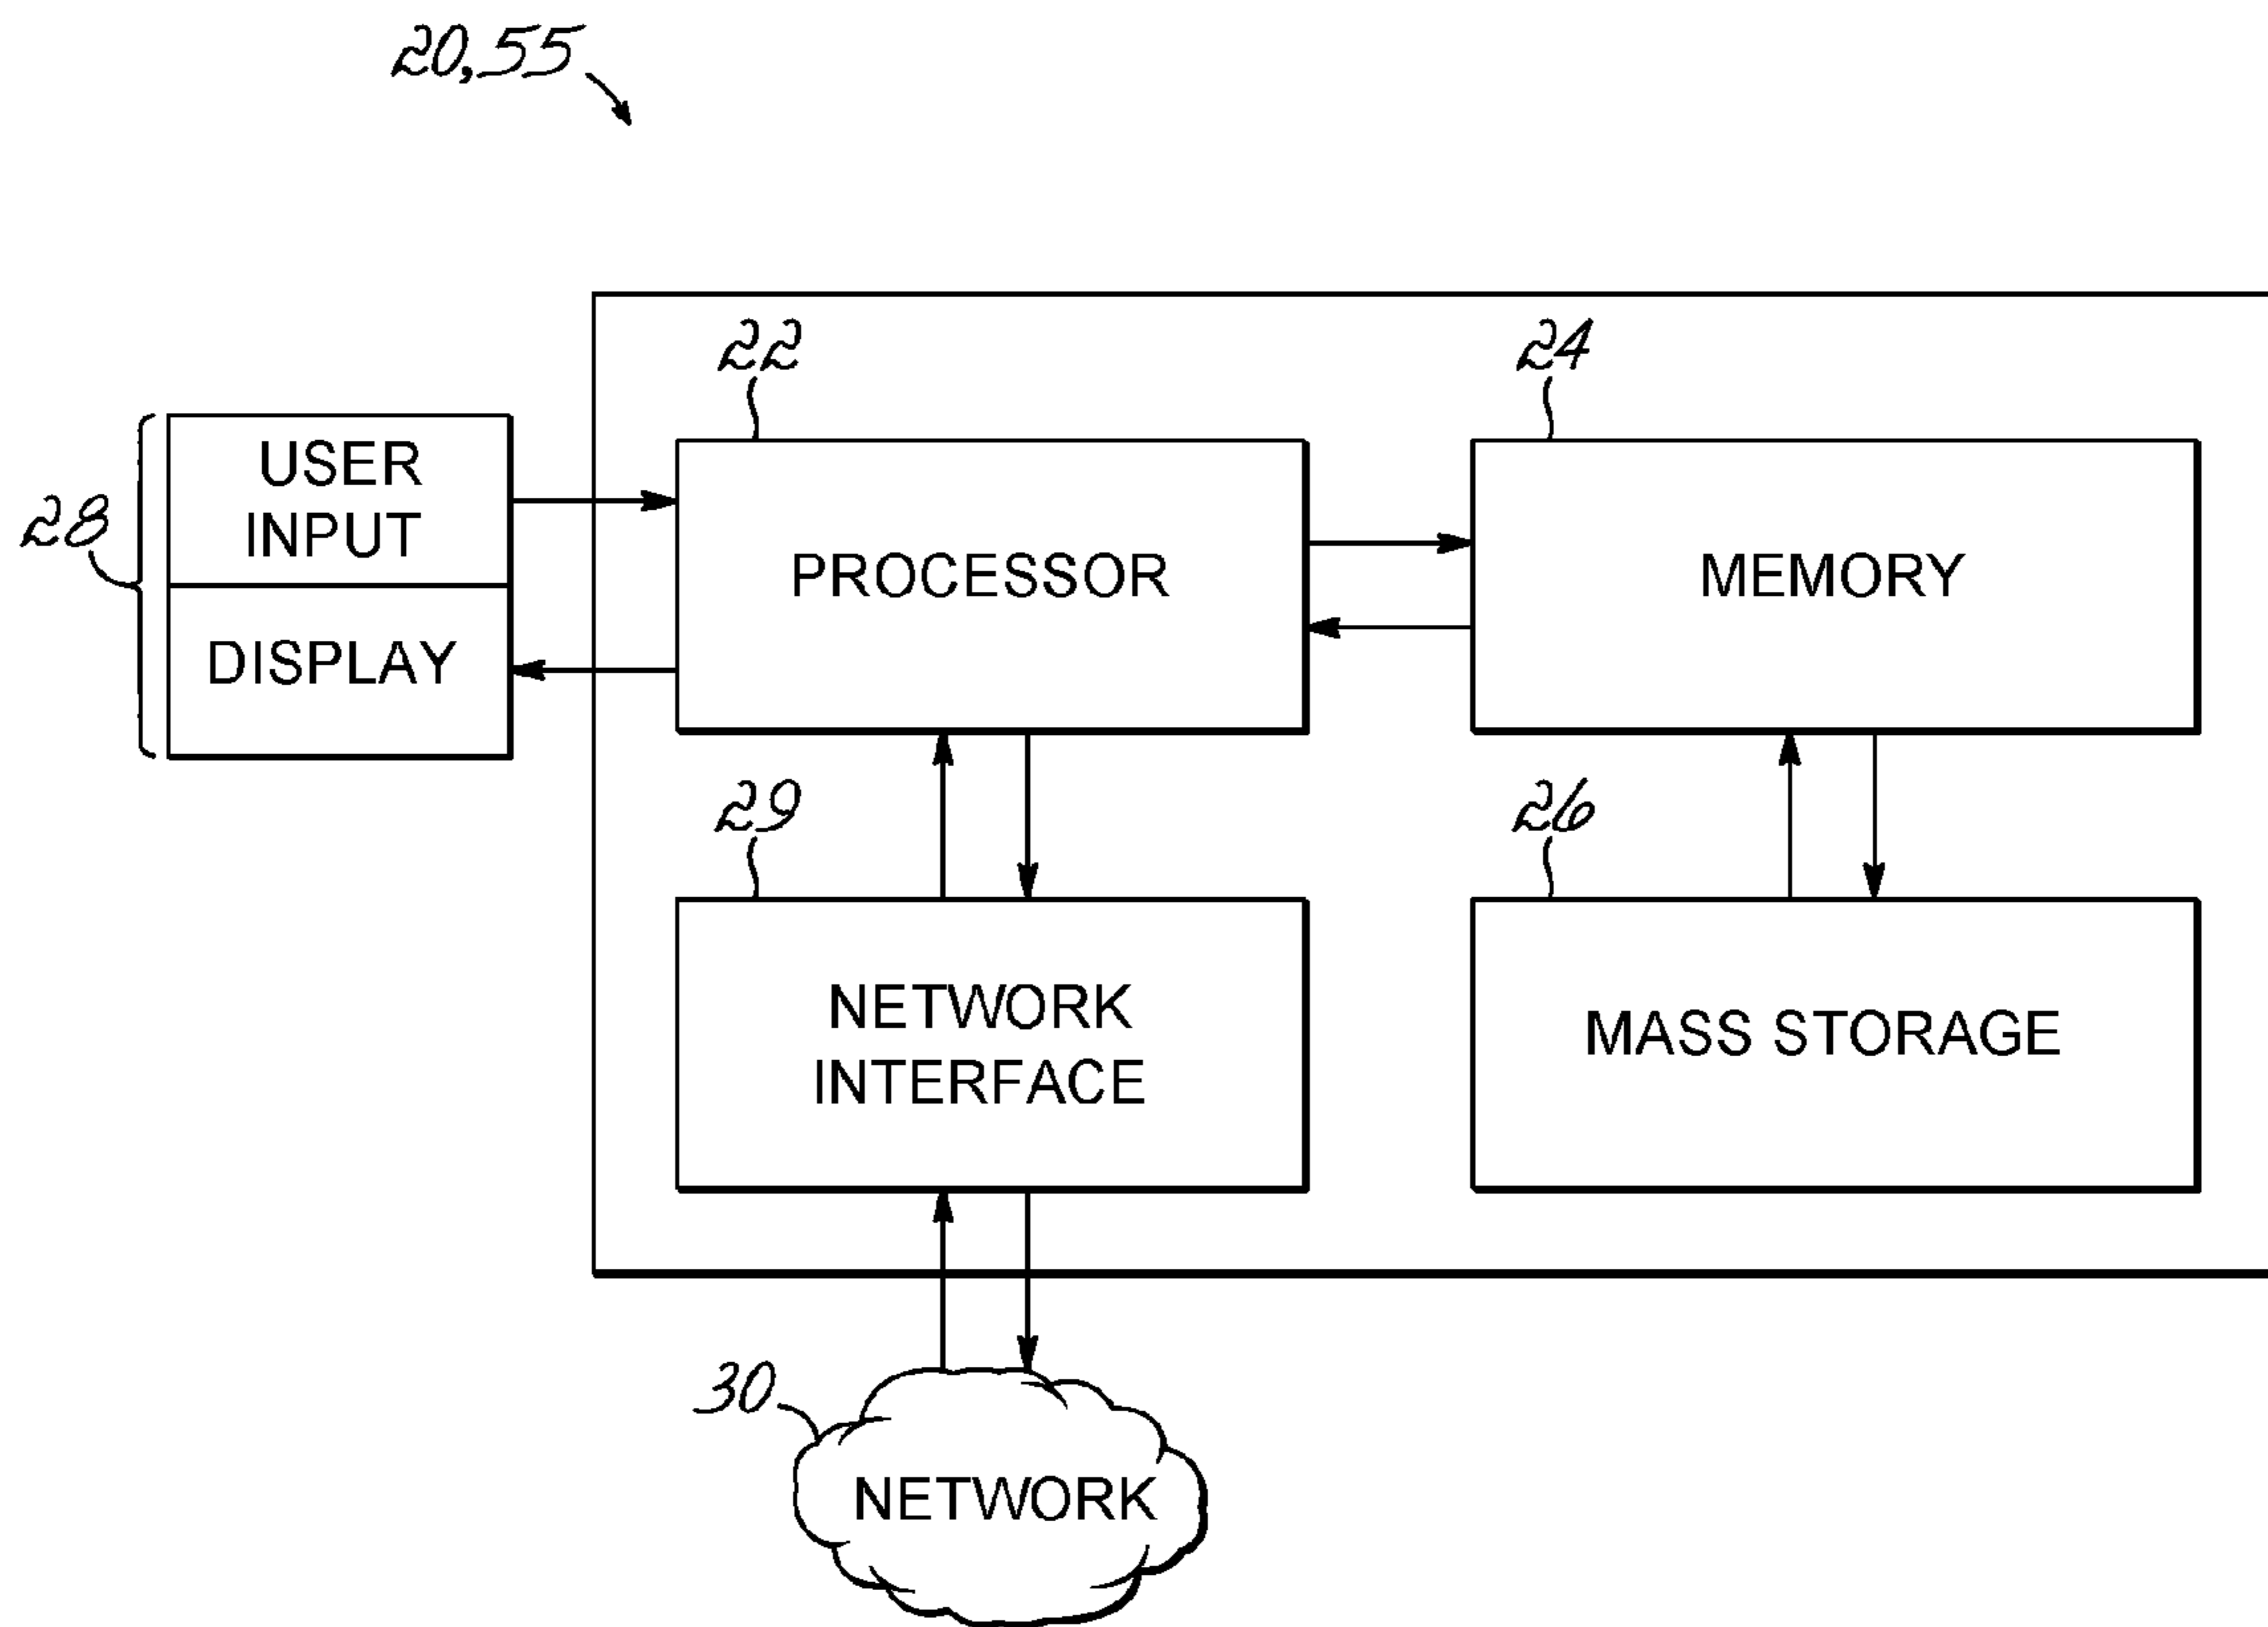 20,55
22
24
28
USER
INPUT
DISPLAY
PROCESSOR
MEMORY
29
26
NETWORK
INTERFACE
MASS STORAGE
30
NETWORK